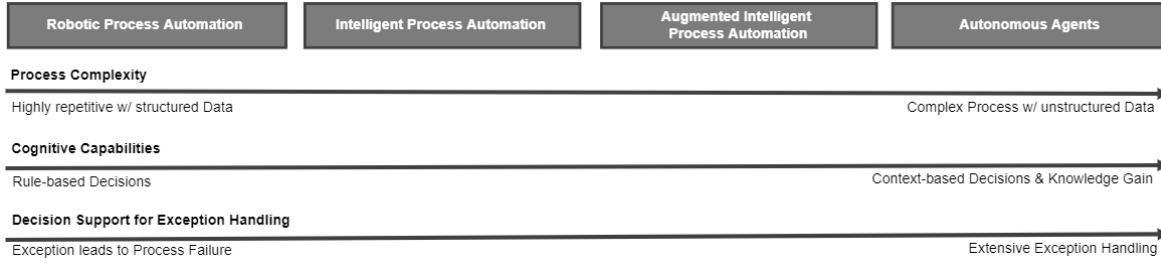 Robotic Process Automation
Intelligent Process Automation
Augmented Intelligent
Process Automation
Autonomous Agents
Process Complexity
Highly repetitive w/ structured Data
Complex Process w/ unstructured Data
Cognitive Capabilities
Rule-based Decisions
Context-based Decisions & Knowledge Gain
Decision Support for Exception Handling
Exception leads to Process Failure
Extensive Exception Handling